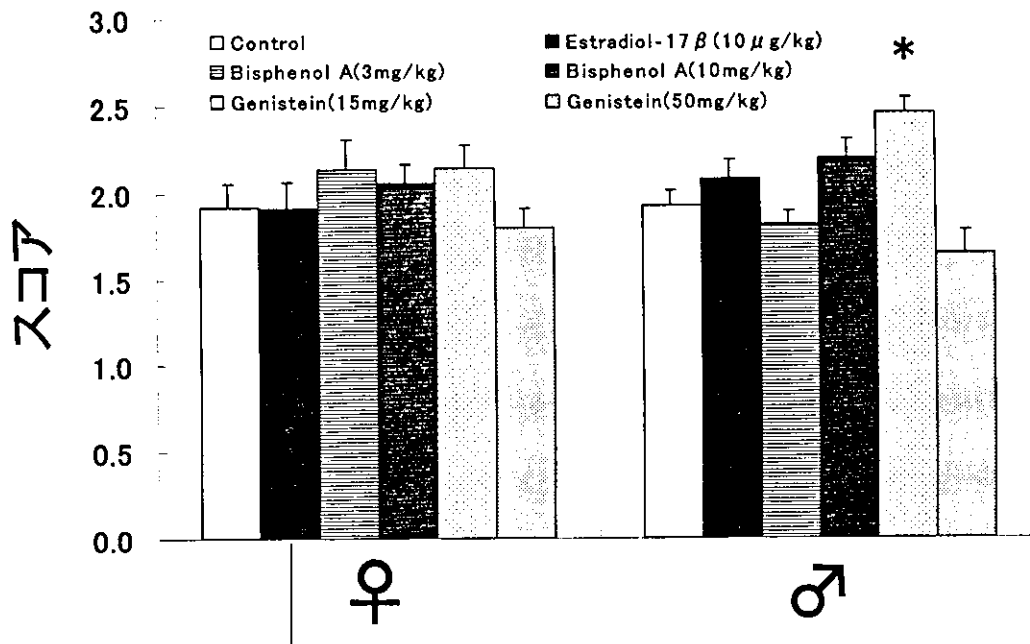 3.0
2.5
2.0
1.5
1.0
0.5
0.0
スコア
Control
Estradiol-17β(10μg/kg)
Bisphenol A(3mg/kg)
Bisphenol A(10mg/kg)
Genistein(15mg/kg)
Genistein(50mg/kg)
*
♀
♂